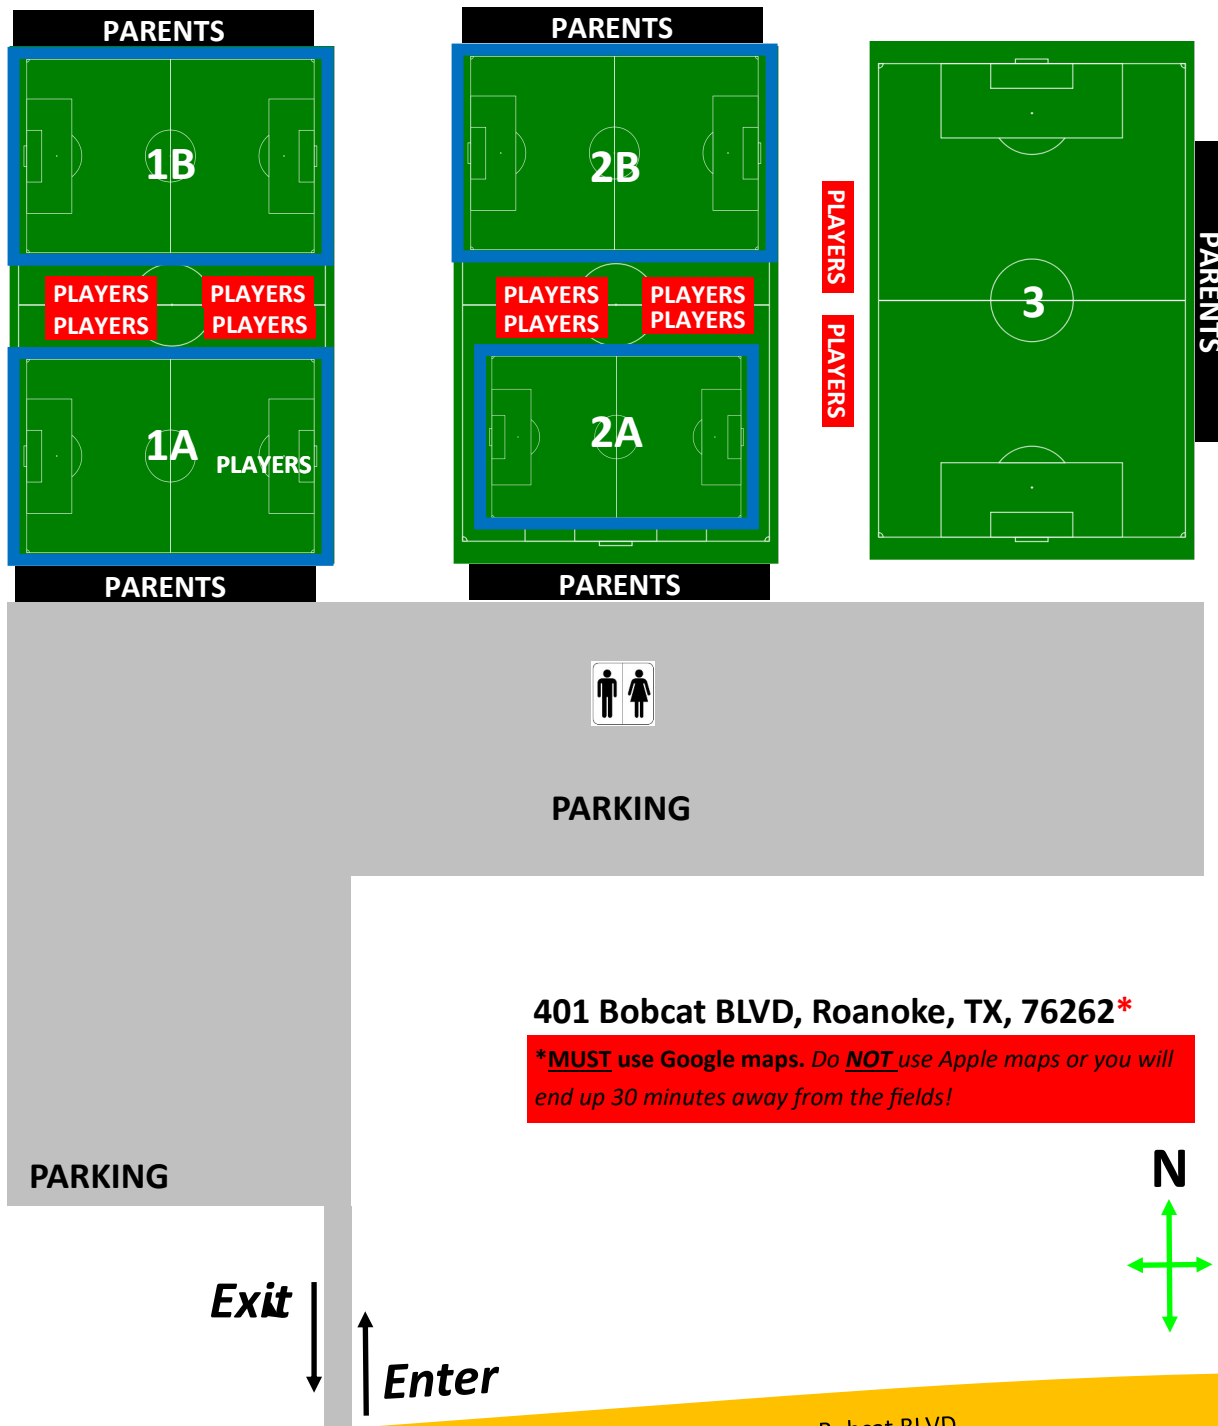 PARENTS
PARENTS
1B
2B
PLAYERS
PLAYERS
PARENTS
3
PLAYERS
PLAYERS
PLAYERS
PLAYERS
PLAYERS
PLAYERS
PLAYERS
PLAYERS
1A
PLAYERS
2A
PARENTS
PARENTS
PARKING
401 Bobcat BLVD, Roanoke, TX, 76262*
*MUST use Google maps. Do NOT use Apple maps or you will
end up 30 minutes away from the fields!
PARKING
N
Exit
Enter
Bobcat BLVD